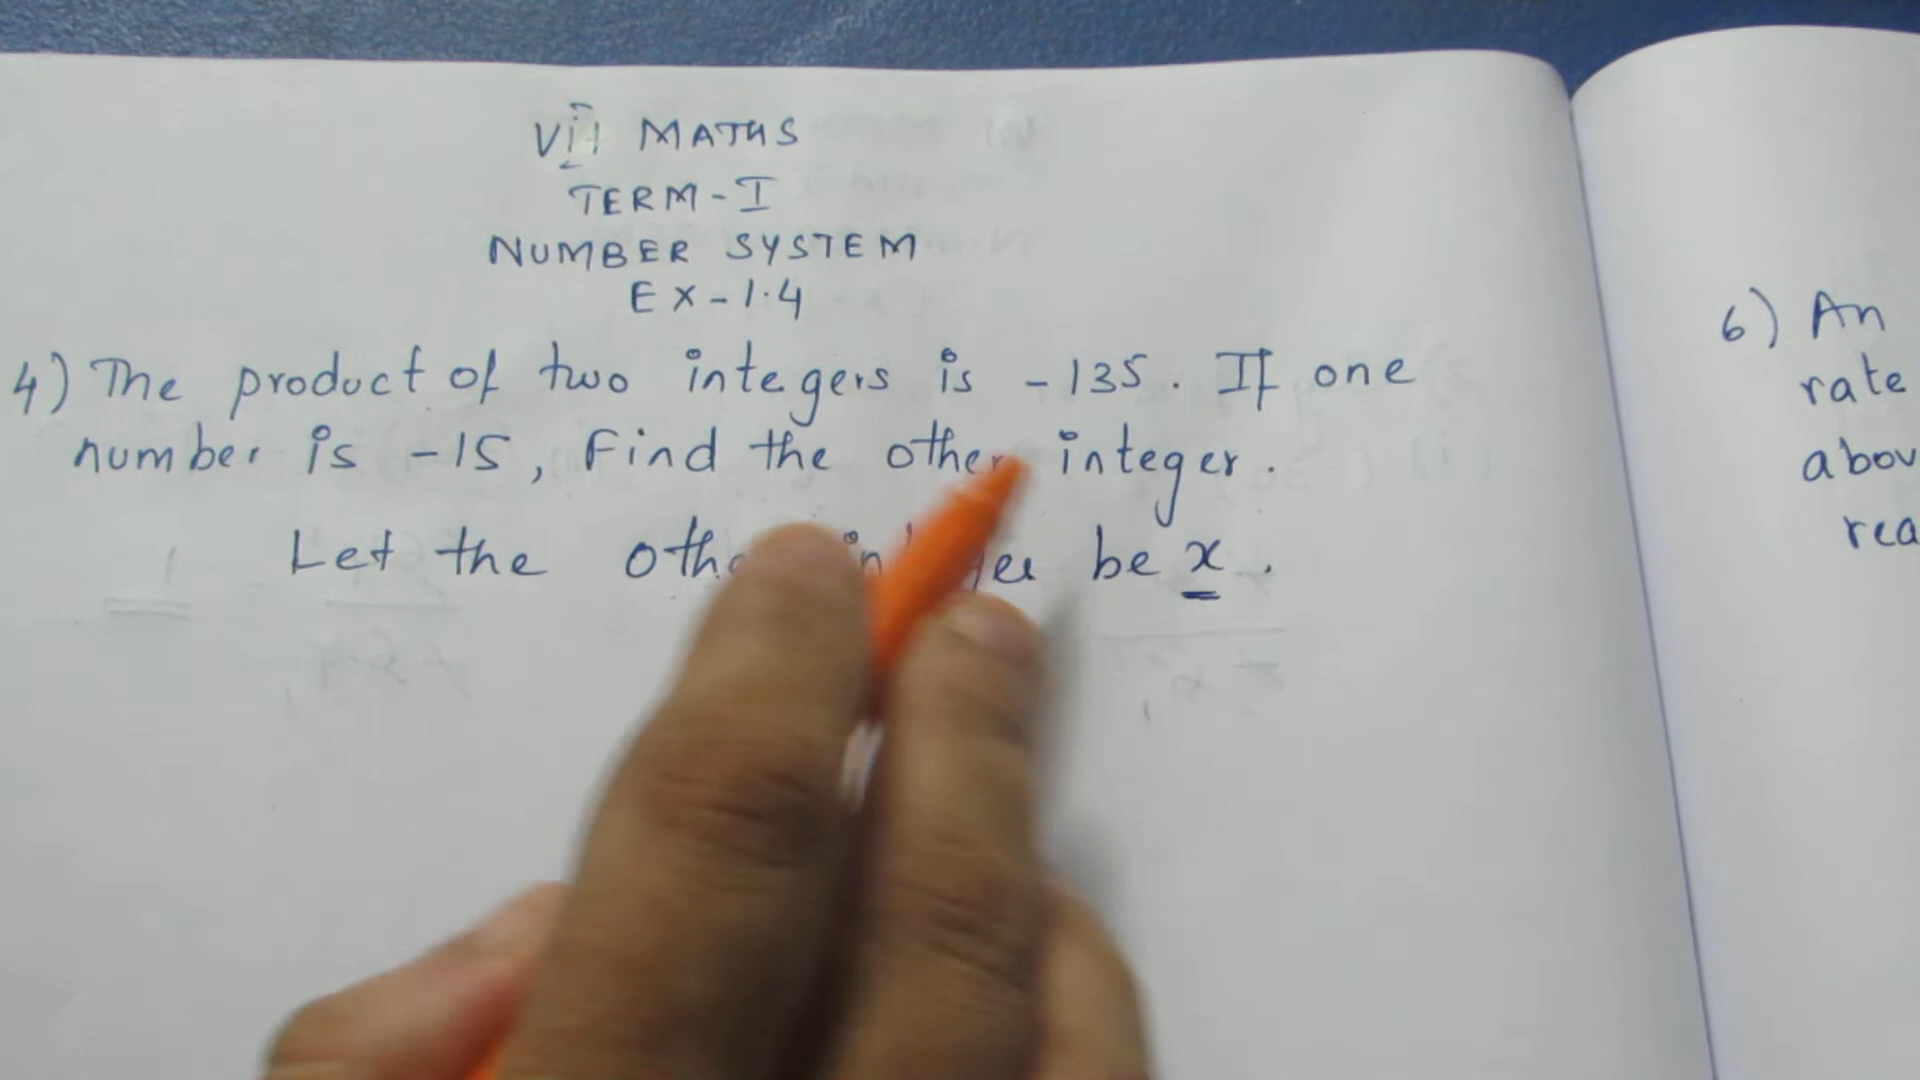 VII MATHS
TERM-I
NUMBER SYSTEM
EX-1.4
4) The product of two integers is -135. If one
number is -15, Find the other integer.
Let the be x.
6) An
rate
abov
rea